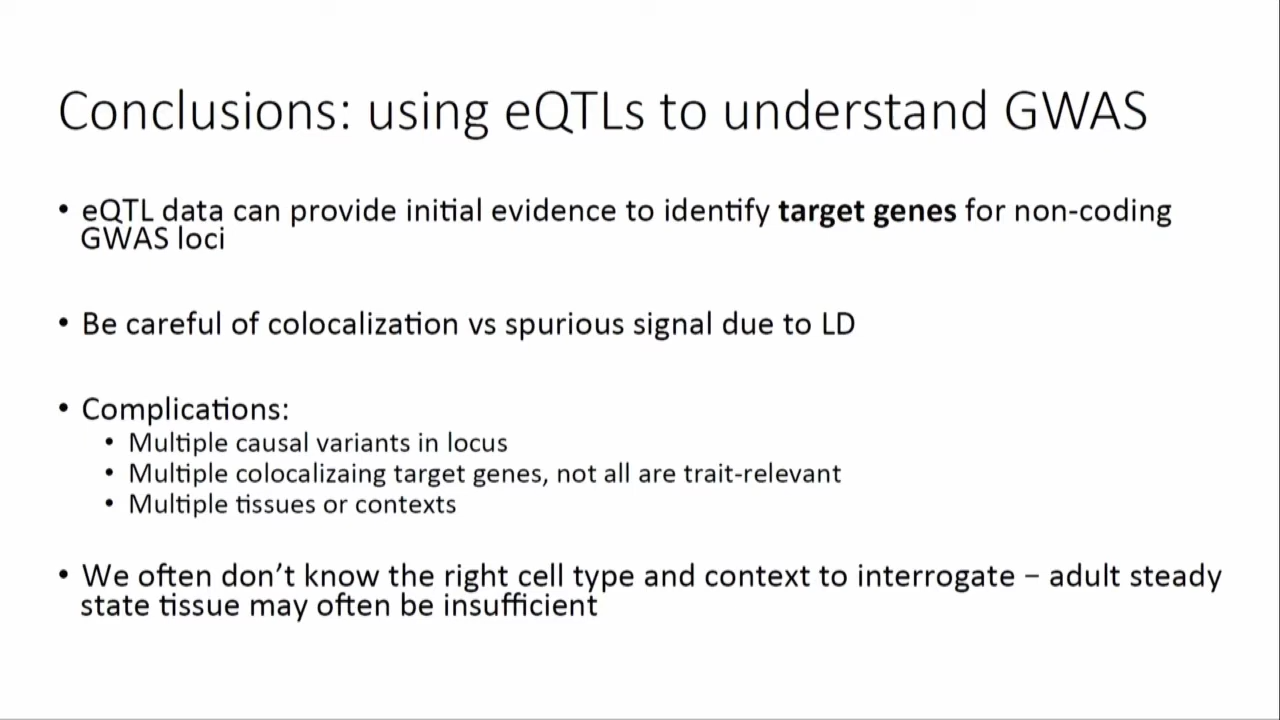 Conclusions: using eQTLs to understand GWAS
• eQTL data can provide initial evidence to identify target genes for non-coding
GWAS loci
• Be careful of colocalization vs spurious signal due to LD
• Complications:
• Multiple causal variants in locus
• Multiple colocalizaing target genes, not all are trait-relevant
• Multiple tissues or contexts
• We often don’t know the right cell type and context to interrogate – adult steady
state tissue may often be insufficient